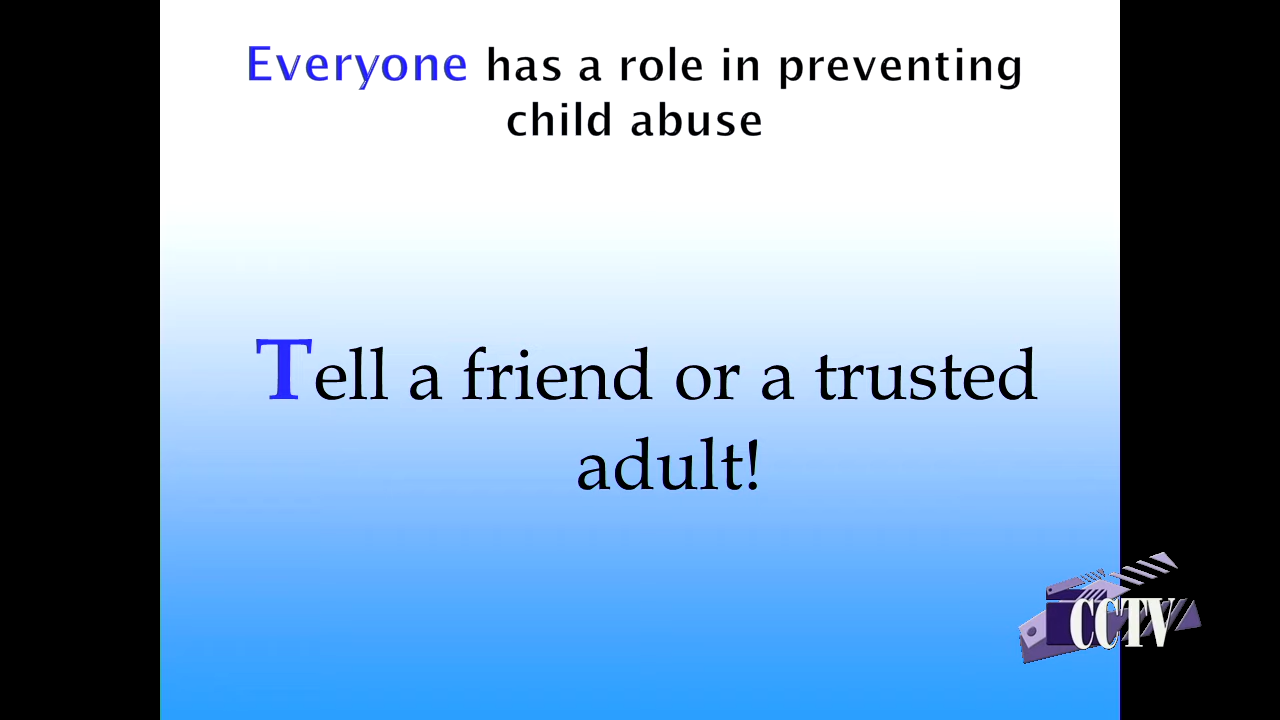 Everyone has a role in preventing
child abuse
Tell a friend or a trusted
adult!
CCTV